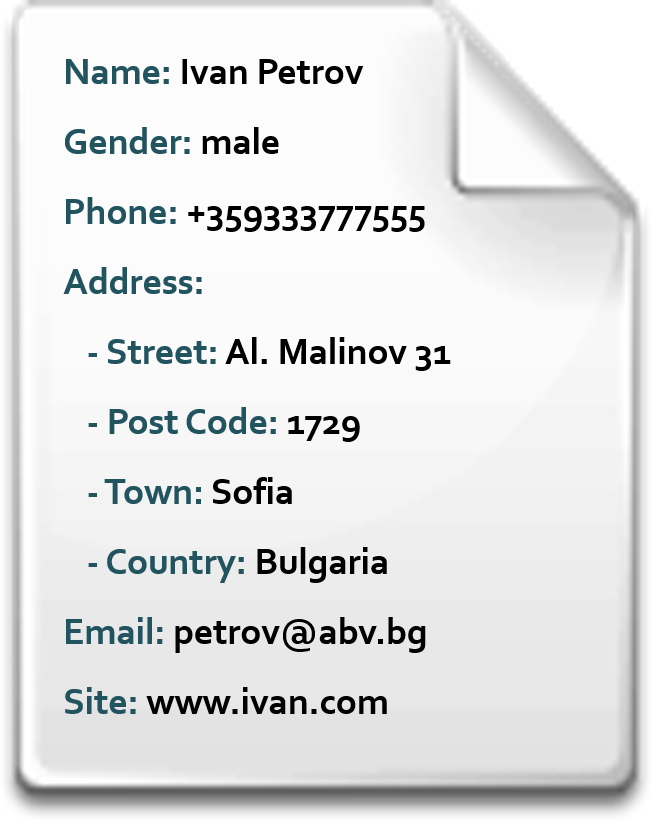 Name: Ivan Petrov
Gender: male
Phone: +359333777555
Address:
- Street: Al. Malinov 31
- Post Code: 1729
- Town: Sofia
- Country: Bulgaria
Email: petrov@abv.bg
Site: www.ivan.com